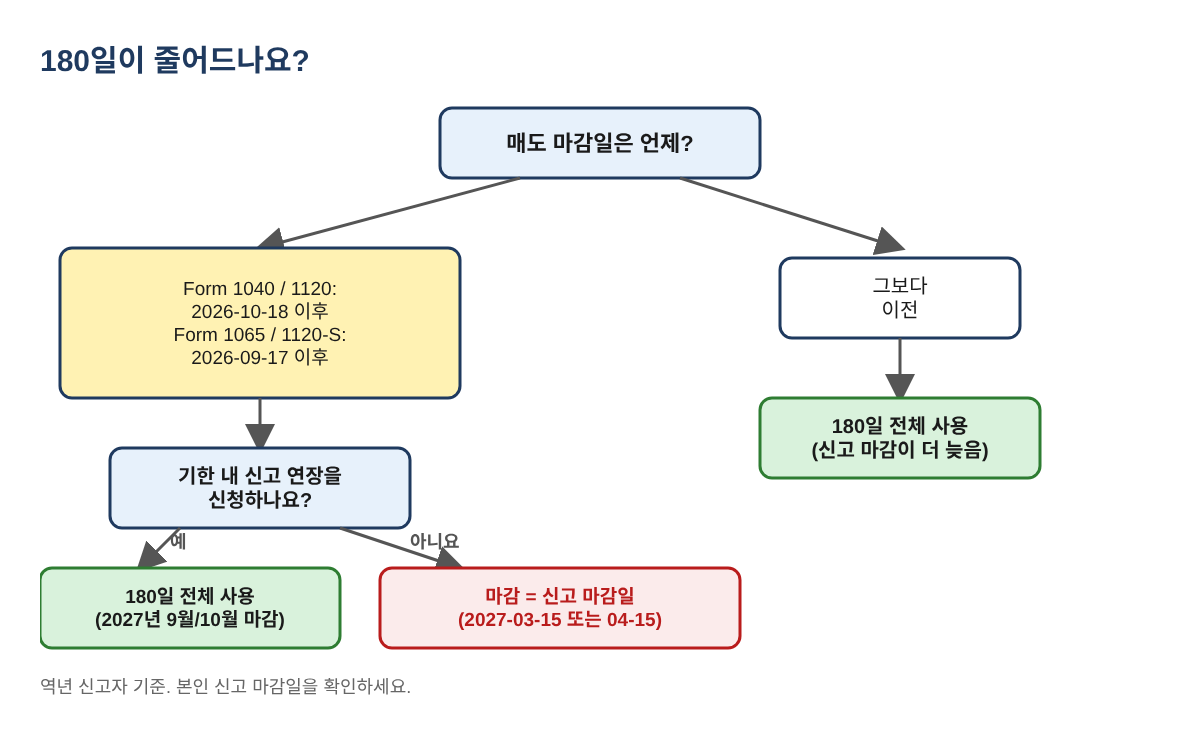 180일이 줄어드나요?
매도 마감일은 언제?
Form 1040 / 1120:
2026-10-18 이후
Form 1065 / 1120-S:
2026-09-17 이후
그보다
이전
180일 전체 사용
(신고 마감이 더 늦음)
기한 내 신고 연장을
신청하나요?
예
아니요
180일 전체 사용
(2027년 9월/10월 마감)
마감 = 신고 마감일
(2027-03-15 또는 04-15)
역년 신고자 기준. 본인 신고 마감일을 확인하세요.